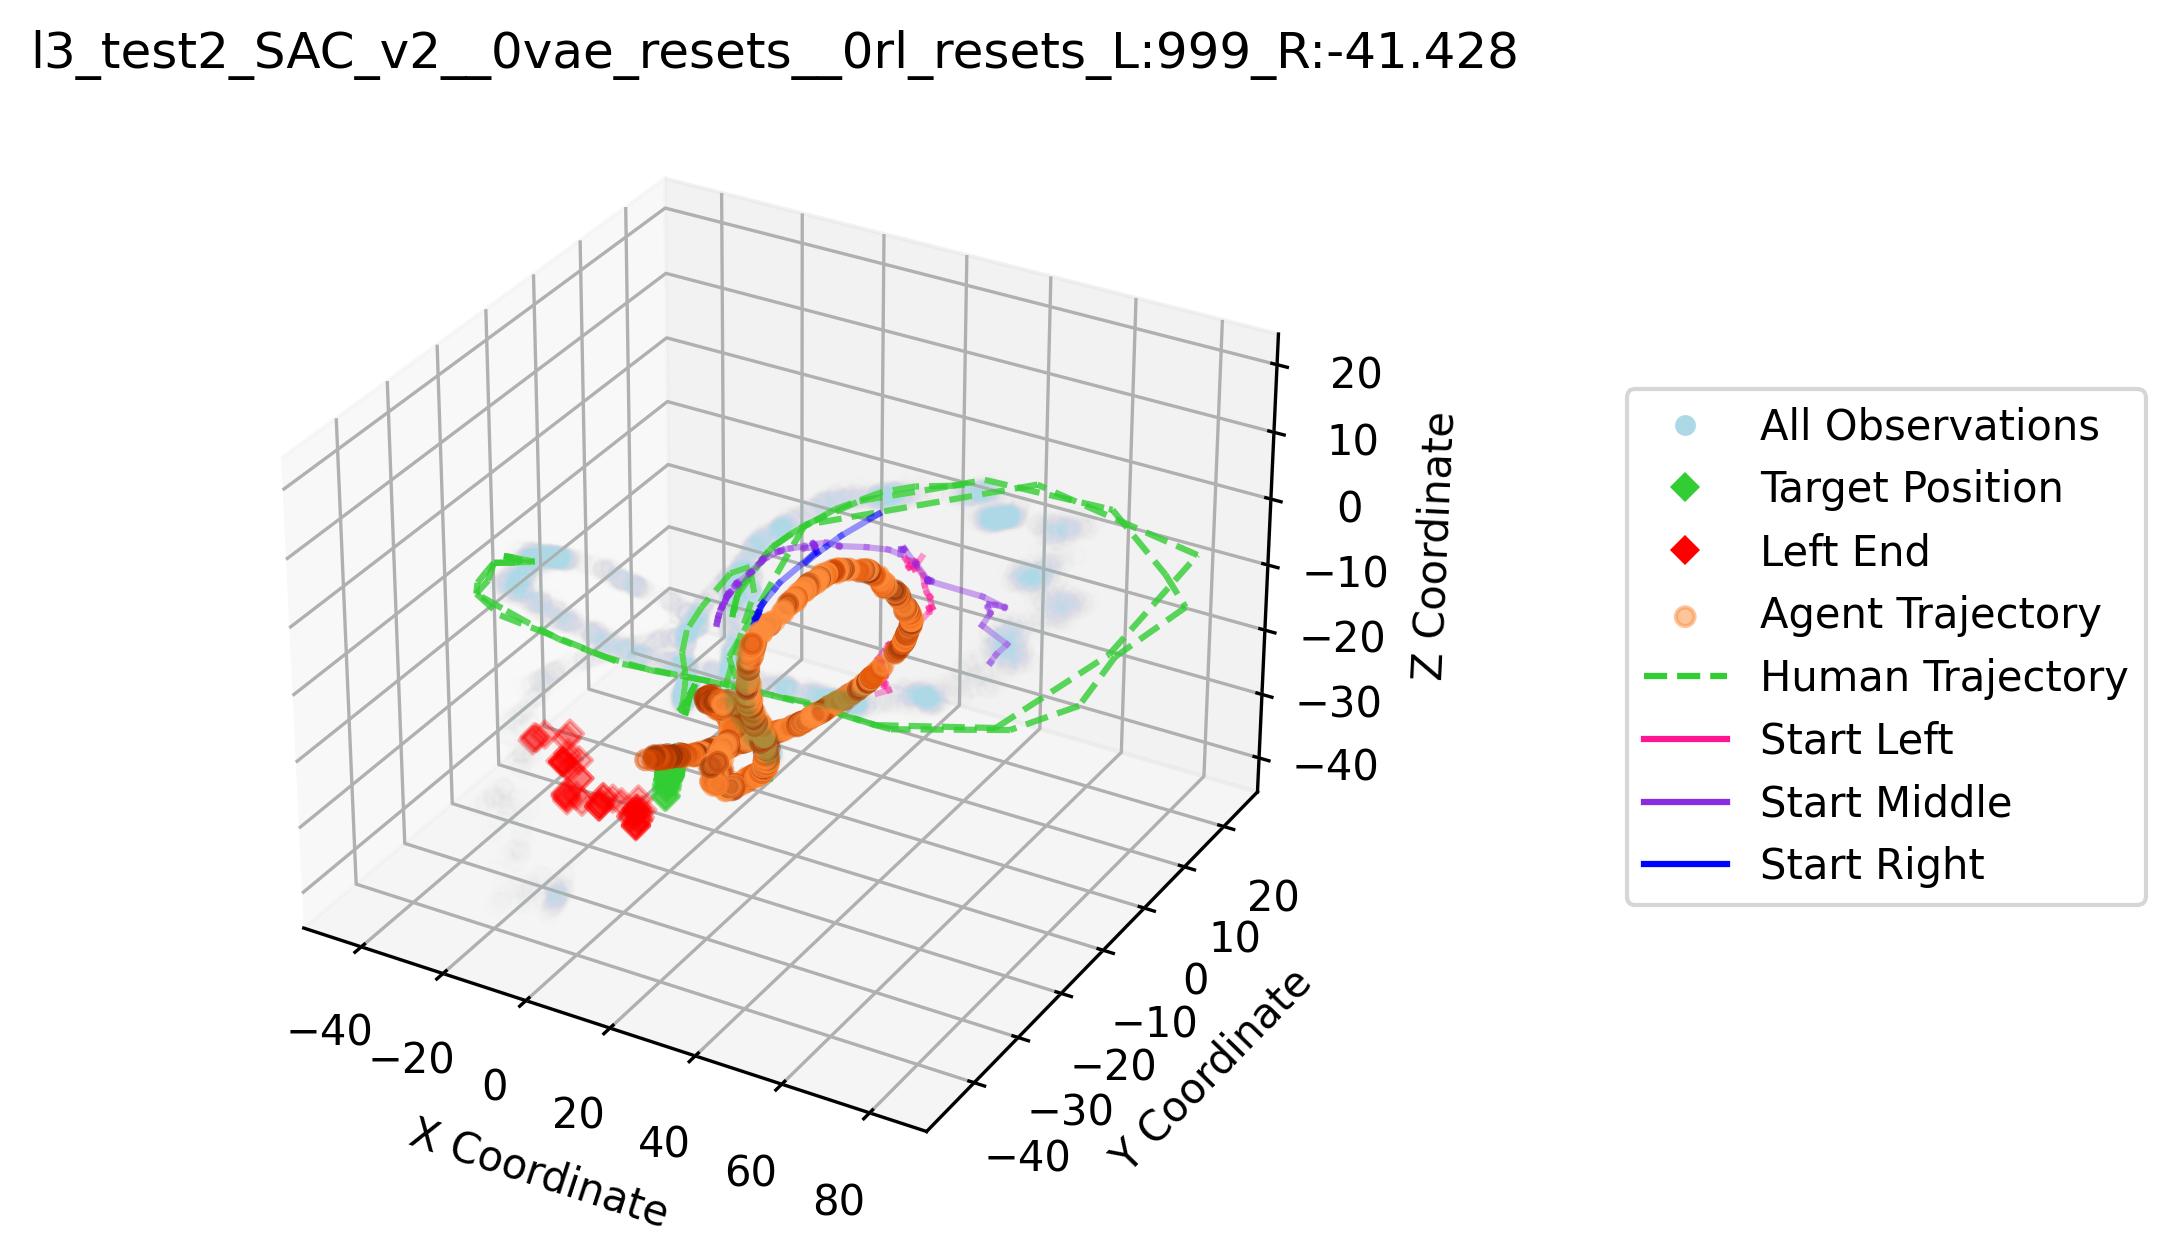 l3_test2_SAC_v2__0vae_resets__0rl_resets_L:999_R:-41.428
20
10
0
−10
−20
−30
−40
Z Coordinate
20
10
0
−10
−20
−30
−40
Y Coordinate
−40
−20
0
20
40
60
80
X Coordinate
All Observations
Target Position
Left End
Agent Trajectory
Human Trajectory
Start Left
Start Middle
Start Right